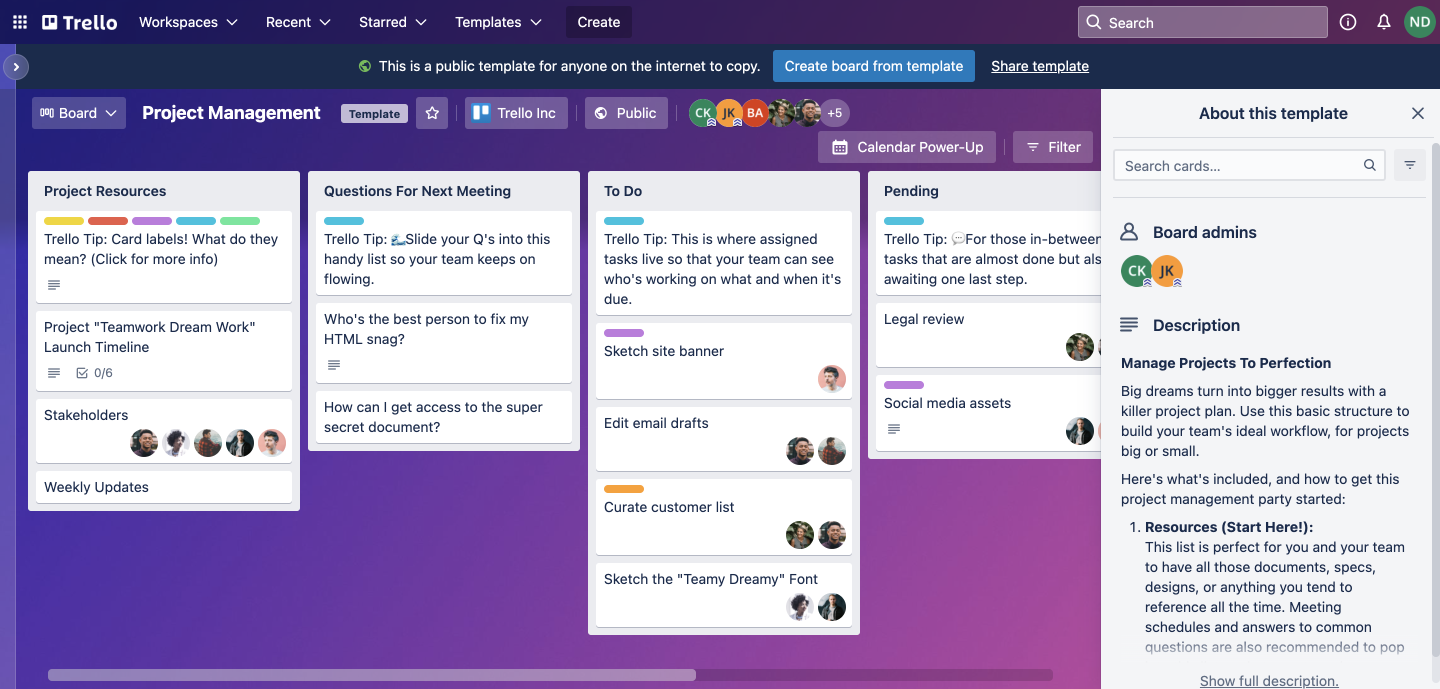 Trello Workspaces Recent Starred Templates Create Search ND
This is a public template for anyone on the internet to copy. Create board from template Share template
Board Project Management Template Trello Inc Public CK JK BA +5
Calendar Power-Up Filter
Project Resources
Trello Tip: Card labels! What do they
mean? (Click for more info)
Project "Teamwork Dream Work"
Launch Timeline
0/6
Stakeholders
Weekly Updates
Questions For Next Meeting
Trello Tip: 🌊Slide your Q's into this
handy list so your team keeps on
flowing.
Who's the best person to fix my
HTML snag?
How can I get access to the super
secret document?
To Do
Trello Tip: This is where assigned
tasks live so that your team can see
who's working on what and when it's
due.
Sketch site banner
Edit email drafts
Curate customer list
Sketch the "Teamy Dreamy" Font
Pending
Trello Tip: 💬For those in-between
tasks that are almost done but als
awaiting one last step.
Legal review
Social media assets
About this template
Search cards...
Board admins
CK JK
Description
Manage Projects To Perfection
Big dreams turn into bigger results with a
killer project plan. Use this basic structure to
build your team's ideal workflow, for projects
big or small.
Here's what's included, and how to get this
project management party started:
1. Resources (Start Here!):
This list is perfect for you and your team
to have all those documents, specs,
designs, or anything you tend to
reference all the time. Meeting
schedules and answers to common
questions are also recommended to pop
Show full description.